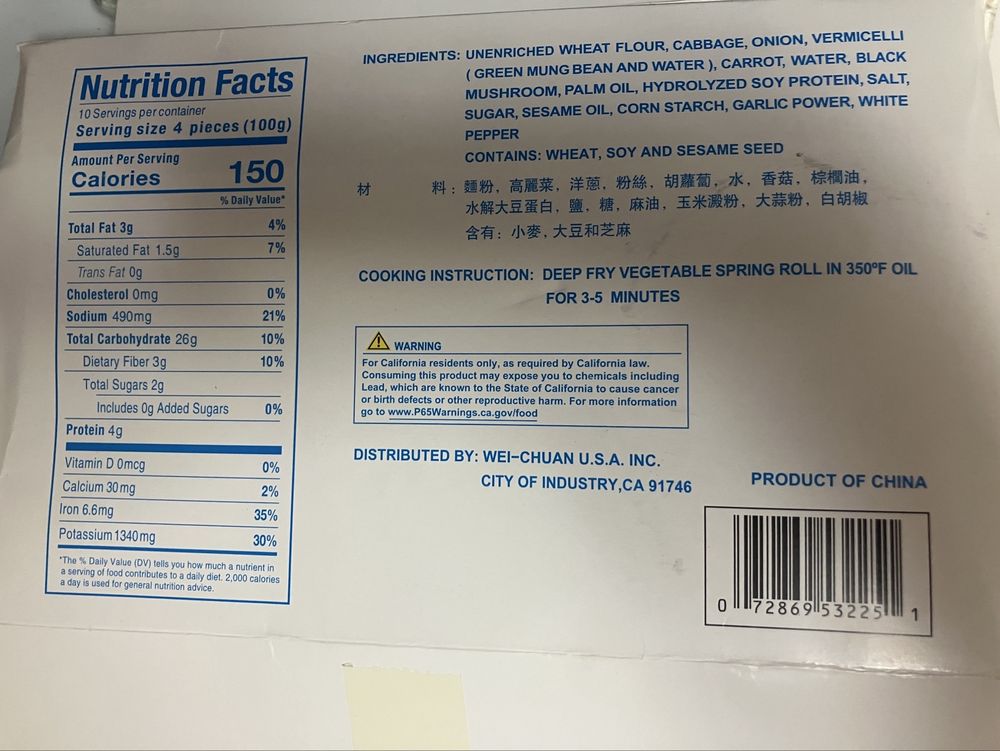 Nutrition Facts
10 Servings per container
Serving size 4 pieces (100g)
Amount Per Serving
Calories 150
% Daily Value*
Total Fat 3g 4%
Saturated Fat 1.5g 7%
Trans Fat 0g
Cholesterol 0mg 0%
Sodium 490mg 21%
Total Carbohydrate 26g 10%
Dietary Fiber 3g 10%
Total Sugars 2g
Includes 0g Added Sugars 0%
Protein 4g
Vitamin D 0mcg 0%
Calcium 30mg 2%
Iron 6.6mg 35%
Potassium 1340mg 30%
*The % Daily Value (DV) tells you how much a nutrient in
a serving of food contributes to a daily diet. 2,000 calories
a day is used for general nutrition advice.
INGREDIENTS: UNENRICHED WHEAT FLOUR, CABBAGE, ONION, VERMICELLI
( GREEN MUNG BEAN AND WATER ), CARROT, WATER, BLACK
MUSHROOM, PALM OIL, HYDROLYZED SOY PROTEIN, SALT,
SUGAR, SESAME OIL, CORN STARCH, GARLIC POWER, WHITE
PEPPER
CONTAINS: WHEAT, SOY AND SESAME SEED
材 料：麵粉，高麗菜，洋蔥，粉絲，胡蘿蔔，水，香菇，棕櫚油，
水解大豆蛋白，鹽，糖，麻油，玉米澱粉，大蒜粉，白胡椒
含有：小麥，大豆和芝麻
COOKING INSTRUCTION: DEEP FRY VEGETABLE SPRING ROLL IN 350ºF OIL
FOR 3-5 MINUTES
WARNING
For California residents only, as required by California law.
Consuming this product may expose you to chemicals including
Lead, which are known to the State of California to cause cancer
or birth defects or other reproductive harm. For more information
go to www.P65Warnings.ca.gov/food
DISTRIBUTED BY: WEI-CHUAN U.S.A. INC.
CITY OF INDUSTRY,CA 91746
PRODUCT OF CHINA
0 72869 53225 1